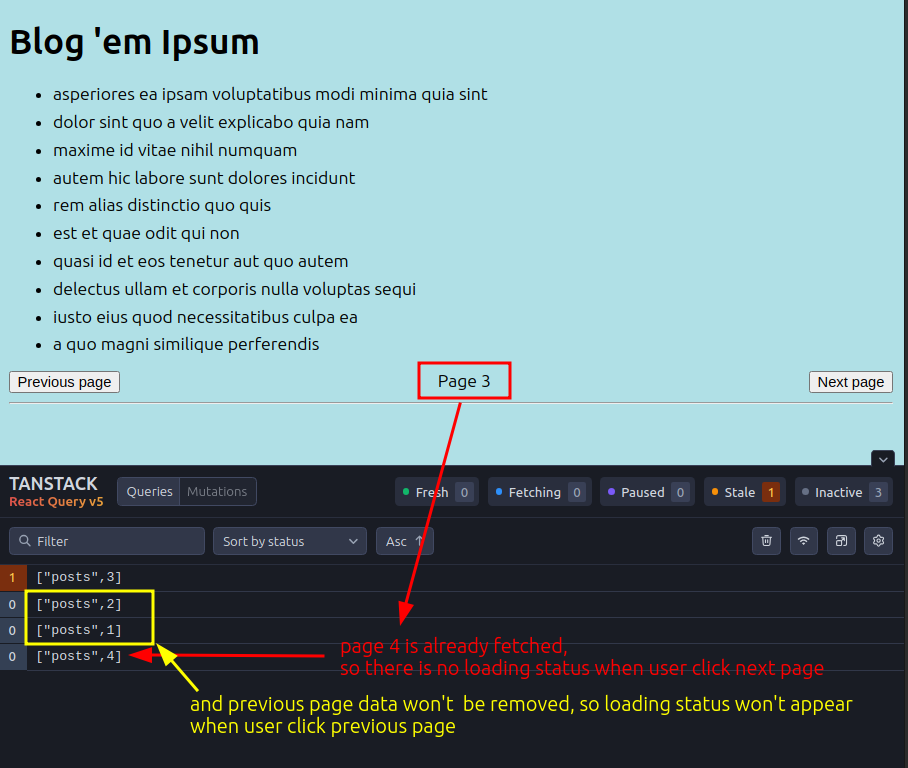 Blog 'em Ipsum
asperiores ea ipsam voluptatibus modi minima quia sint
dolor sint quo a velit explicabo quia nam
maxime id vitae nihil numquam
autem hic labore sunt dolores incidunt
rem alias distinctio quo quis
est et quae odit qui non
quasi id et eos tenetur aut quo autem
delectus ullam et corporis nulla voluptas sequi
iusto eius quod necessitatibus culpa ea
a quo magni similique perferendis
Previous page Page 3 Next page
TANSTACK
React Query v5
Queries Mutations Fresh 0 Fetching 0 Paused 0 Stale 1 Inactive 3
Filter Sort by status Asc ↑
1 ["posts",3]
0 ["posts",2]
0 ["posts",1]
0 ["posts",4]
page 4 is already fetched,
so there is no loading status when user click next page
and previous page data won't be removed, so loading status won't appear
when user click previous page